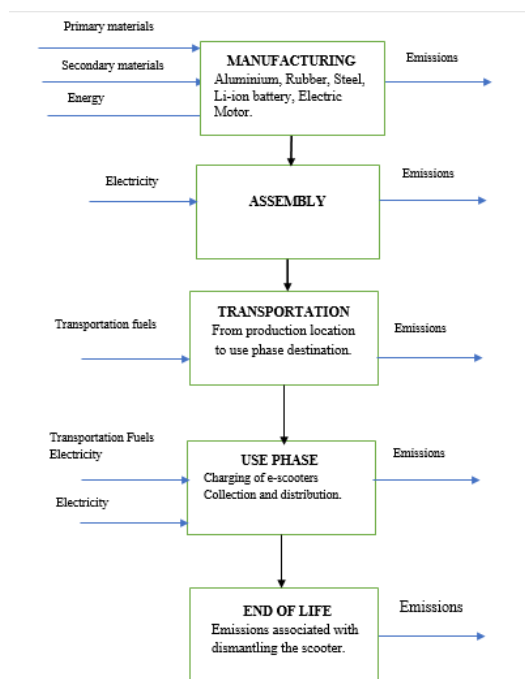 Primary materials
Secondary materials
Energy
MANUFACTURING
Aluminium, Rubber, Steel,
Li-ion battery, Electric
Motor.
Emissions
Electricity
ASSEMBLY
Emissions
Transportation fuels
TRANSPORTATION
From production location
to use phase destination.
Emissions
Transportation Fuels
Electricity
Electricity
USE PHASE
Charging of e-scooters
Collection and distribution.
Emissions
END OF LIFE
Emissions associated with
dismantling the scooter.
Emissions